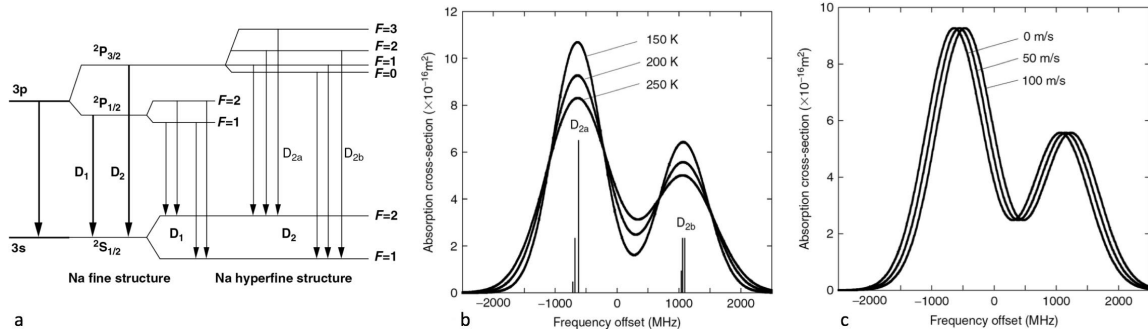 F=3
F=2
F=1
F=0
²P₃/₂
3p
²P₁/₂
F=2
F=1
D₂ₐ
D₂b
D₁
D₂
F=2
D₁
D₂
3s
²S₁/₂
F=1
Na fine structure
Na hyperfine structure
a
12
10
8
6
4
2
0
Absorption cross-section (×10⁻¹⁶m²)
150 K
200 K
250 K
D₂ₐ
D₂b
−2000
−1000
0
1000
2000
Frequency offset (MHz)
b
10
8
6
4
2
0
Absorption cross-section (×10⁻¹⁶m²)
0 m/s
50 m/s
100 m/s
−2000
−1000
0
1000
2000
Frequency offset (MHz)
c